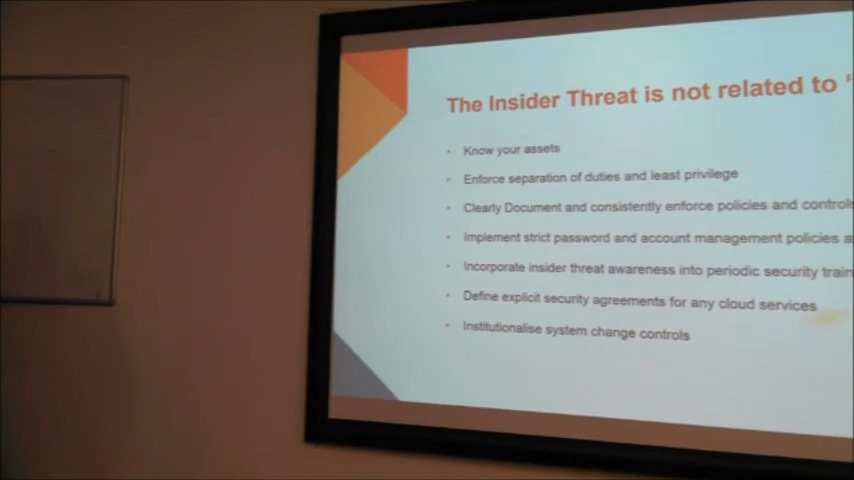 The Insider Threat is not related to '
• Know your assets
• Enforce separation of duties and least privilege
• Clearly Document and consistently enforce policies and controls
• Implement strict password and account management policies a
• Incorporate insider threat awareness into periodic security train
• Define explicit security agreements for any cloud services
• Institutionalise system change controls